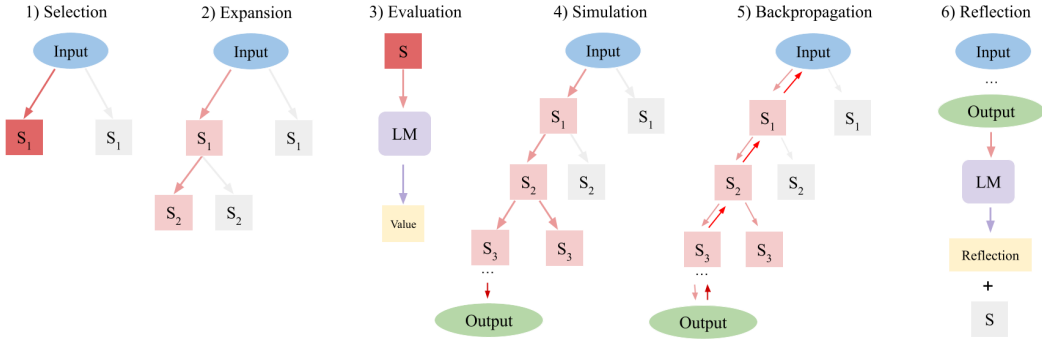 1) Selection
Input
S1
S1
2) Expansion
Input
S1
S1
S2
S2
3) Evaluation
S
LM
Value
4) Simulation
Input
S1
S1
S2
S2
S3
S3
...
Output
5) Backpropagation
Input
S1
S1
S2
S2
S3
S3
...
Output
6) Reflection
Input
...
Output
LM
Reflection
+
S